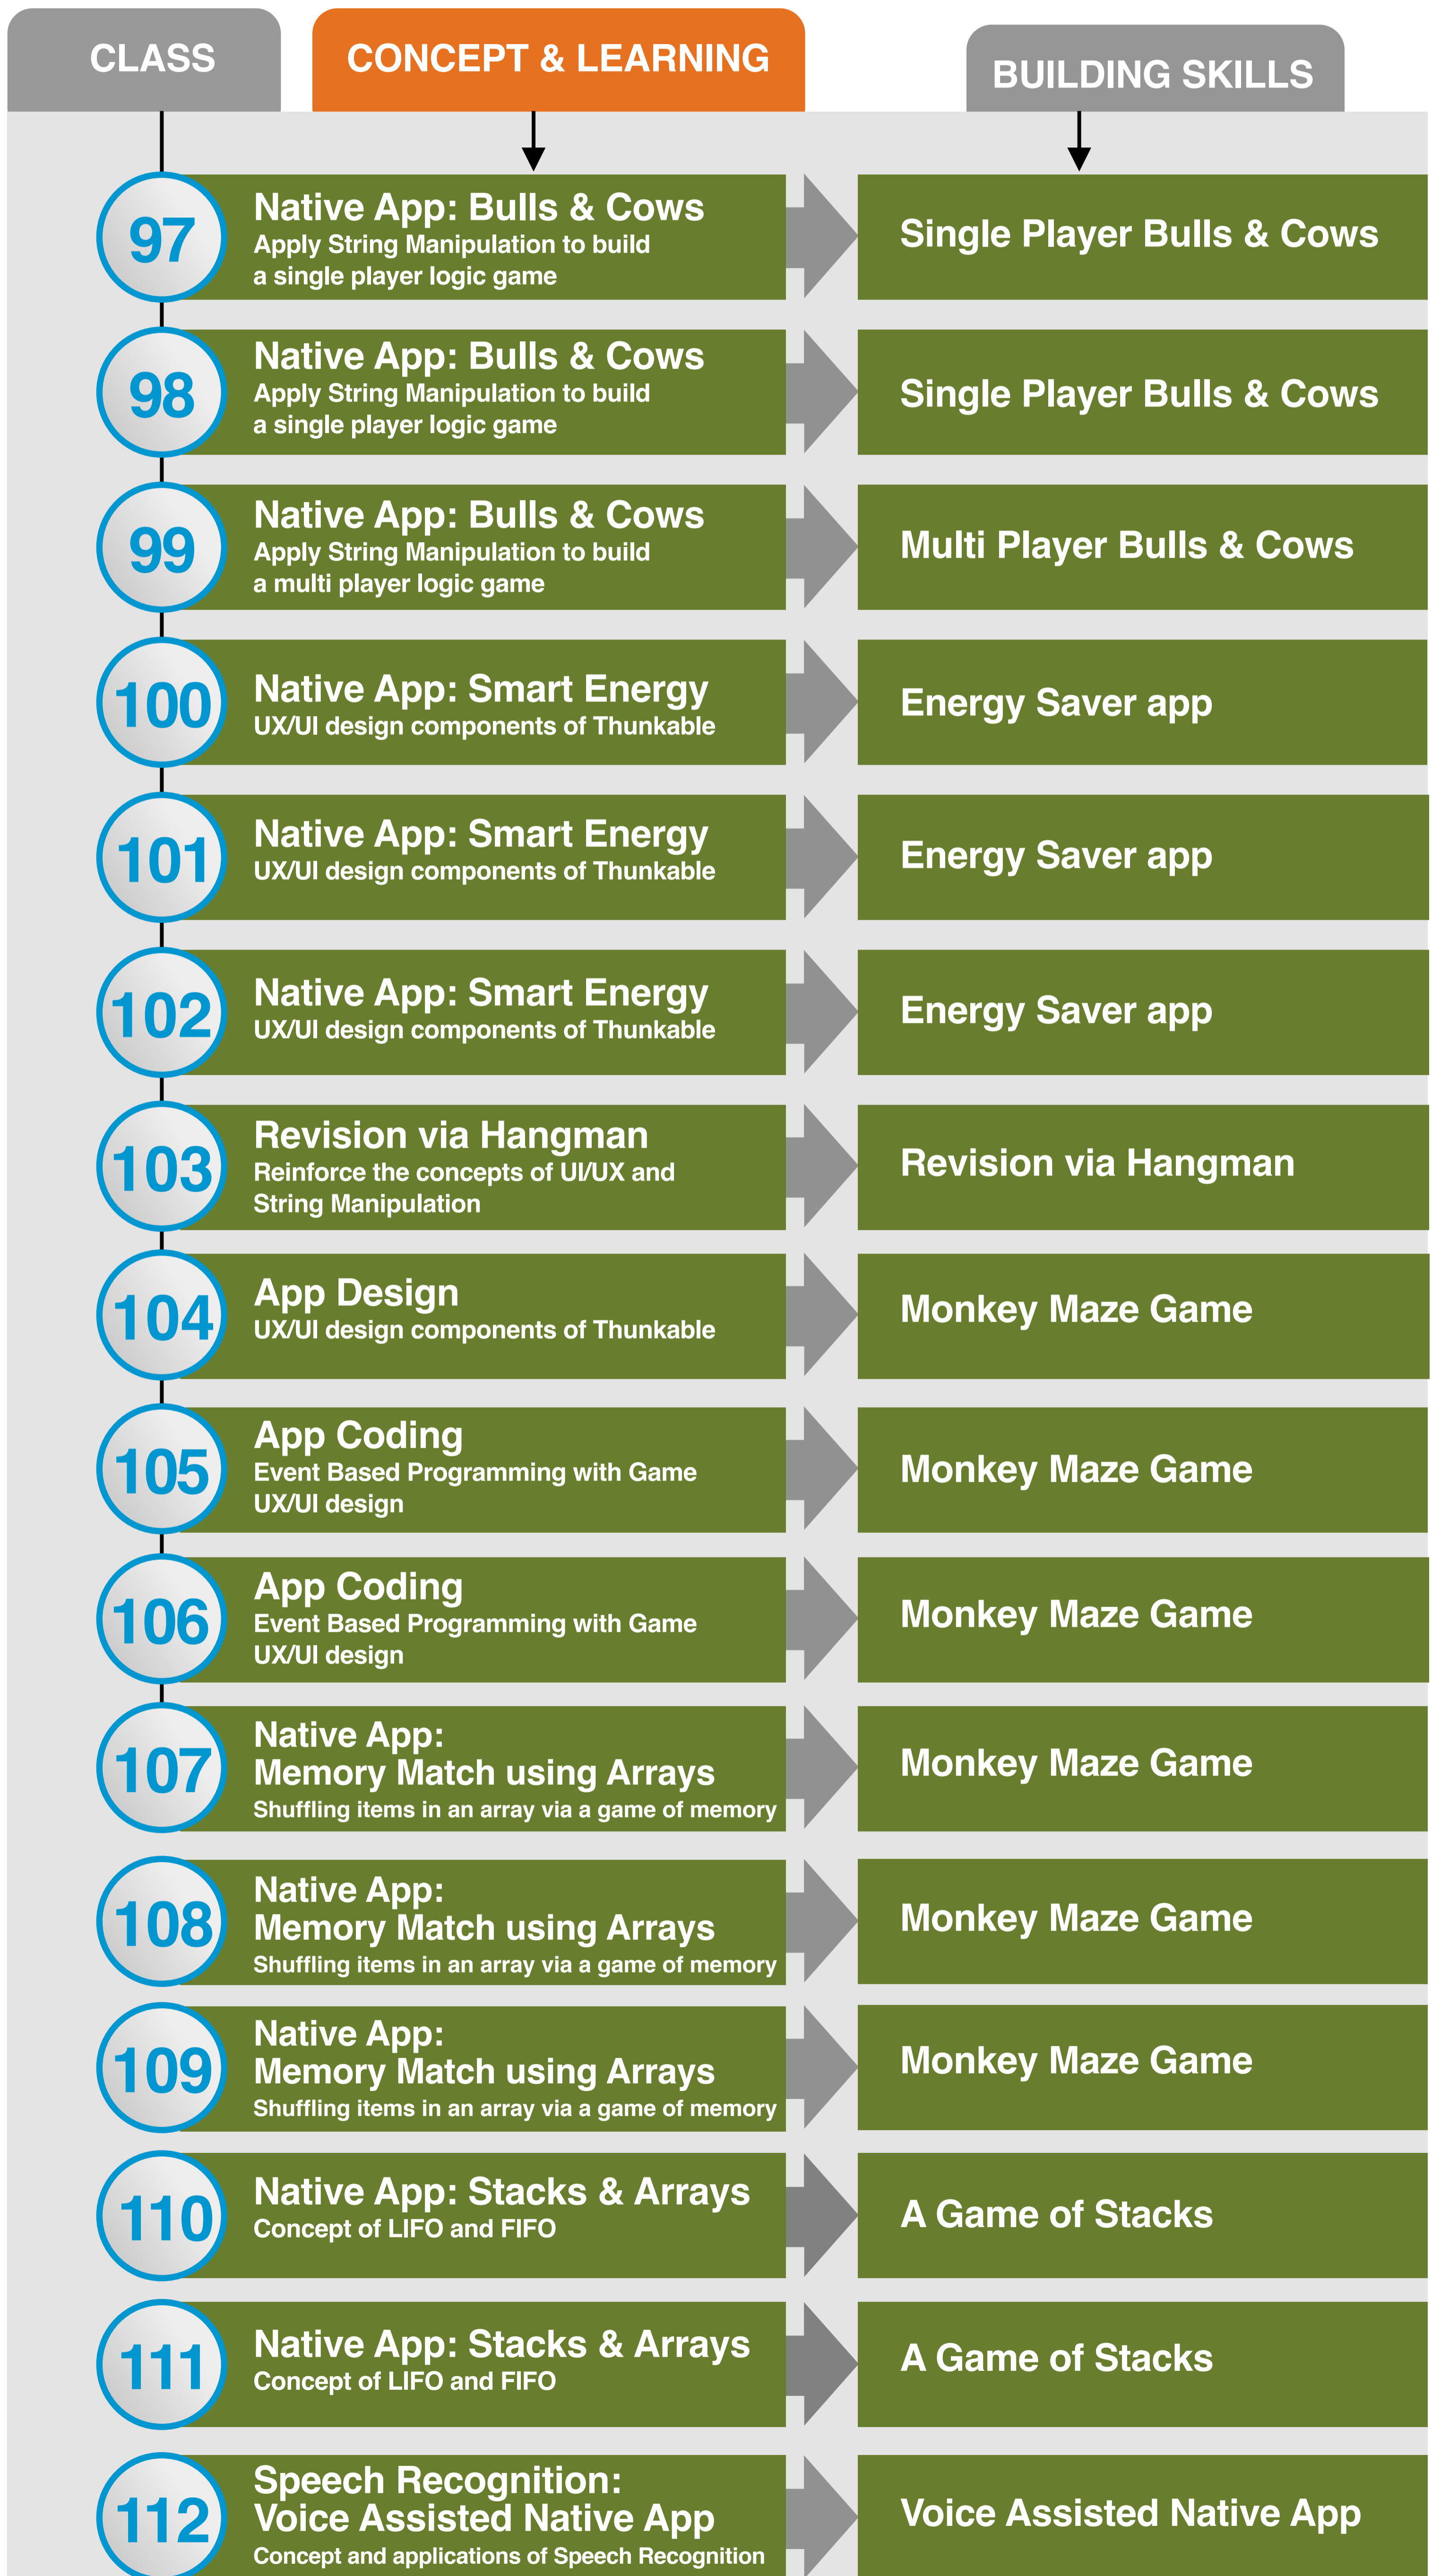 CLASS
CONCEPT & LEARNING
BUILDING SKILLS
97
Native App: Bulls & Cows
Apply String Manipulation to build
a single player logic game
Single Player Bulls & Cows
98
Native App: Bulls & Cows
Apply String Manipulation to build
a single player logic game
Single Player Bulls & Cows
99
Native App: Bulls & Cows
Apply String Manipulation to build
a multi player logic game
Multi Player Bulls & Cows
100
Native App: Smart Energy
UX/UI design components of Thunkable
Energy Saver app
101
Native App: Smart Energy
UX/UI design components of Thunkable
Energy Saver app
102
Native App: Smart Energy
UX/UI design components of Thunkable
Energy Saver app
103
Revision via Hangman
Reinforce the concepts of UI/UX and
String Manipulation
Revision via Hangman
104
App Design
UX/UI design components of Thunkable
Monkey Maze Game
105
App Coding
Event Based Programming with Game
UX/UI design
Monkey Maze Game
106
App Coding
Event Based Programming with Game
UX/UI design
Monkey Maze Game
107
Native App:
Memory Match using Arrays
Shuffling items in an array via a game of memory
Monkey Maze Game
108
Native App:
Memory Match using Arrays
Shuffling items in an array via a game of memory
Monkey Maze Game
109
Native App:
Memory Match using Arrays
Shuffling items in an array via a game of memory
Monkey Maze Game
110
Native App: Stacks & Arrays
Concept of LIFO and FIFO
A Game of Stacks
111
Native App: Stacks & Arrays
Concept of LIFO and FIFO
A Game of Stacks
112
Speech Recognition:
Voice Assisted Native App
Concept and applications of Speech Recognition
Voice Assisted Native App